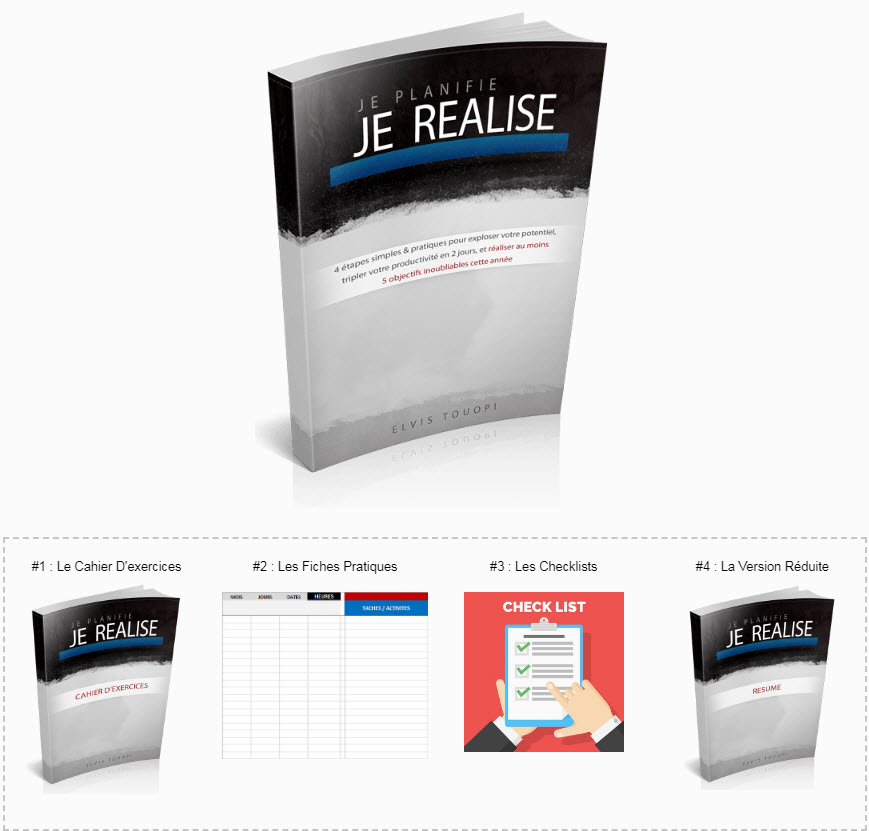 JE PLANIFIE
JE REALISE
4 étapes simples & pratiques pour exploser votre potentiel,
tripler votre productivité en 2 jours, et réaliser au moins
5 objectifs inoubliables cette année
ELVIS TOUOPI
#1 : Le Cahier D'exercices
#2 : Les Fiches Pratiques
#3 : Les Checklists
#4 : La Version Réduite
JE PLANIFIE
JE REALISE
CAHIER D'EXERCICES
ELVIS TOUOPI
MOIS JOURS DATES HEURES
TACHES / ACTIVITES
CHECK LIST
JE PLANIFIE
JE REALISE
RESUME
ELVIS TOUOPI